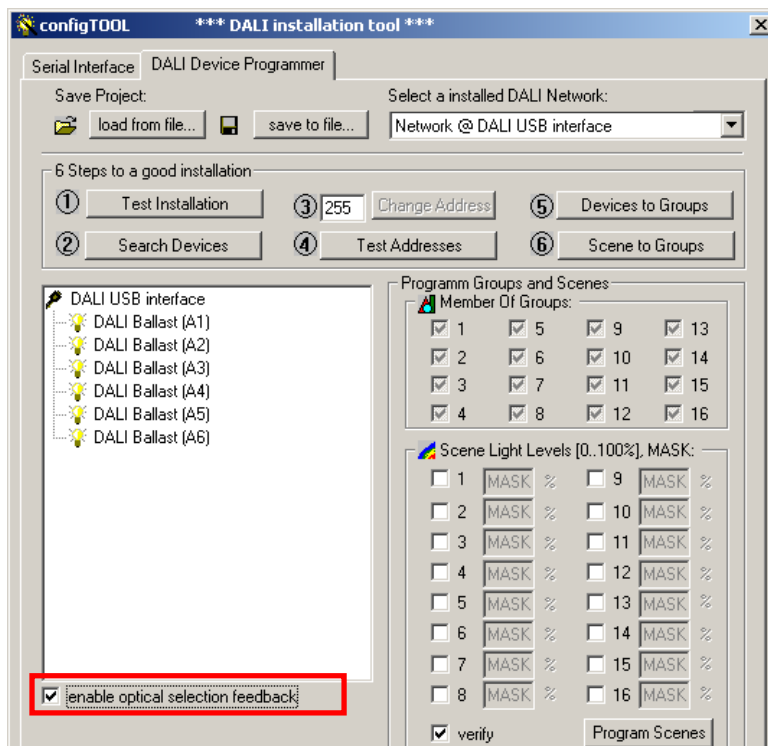 configTOOL *** DALI installation tool ***
Serial Interface DALI Device Programmer
Save Project: Select a installed DALI Network:
load from file... save to file... Network @ DALI USB interface
6 Steps to a good installation
1 Test Installation 3 255 Change Address 5 Devices to Groups
2 Search Devices 4 Test Addresses 6 Scene to Groups
DALI USB interface
DALI Ballast (A1)
DALI Ballast (A2)
DALI Ballast (A3)
DALI Ballast (A4)
DALI Ballast (A5)
DALI Ballast (A6)
enable optical selection feedback
Programm Groups and Scenes
Member Of Groups:
1 5 9 13
2 6 10 14
3 7 11 15
4 8 12 16
Scene Light Levels [0..100%], MASK:
1 MASK % 9 MASK %
2 MASK % 10 MASK %
3 MASK % 11 MASK %
4 MASK % 12 MASK %
5 MASK % 13 MASK %
6 MASK % 14 MASK %
7 MASK % 15 MASK %
8 MASK % 16 MASK %
verify Program Scenes